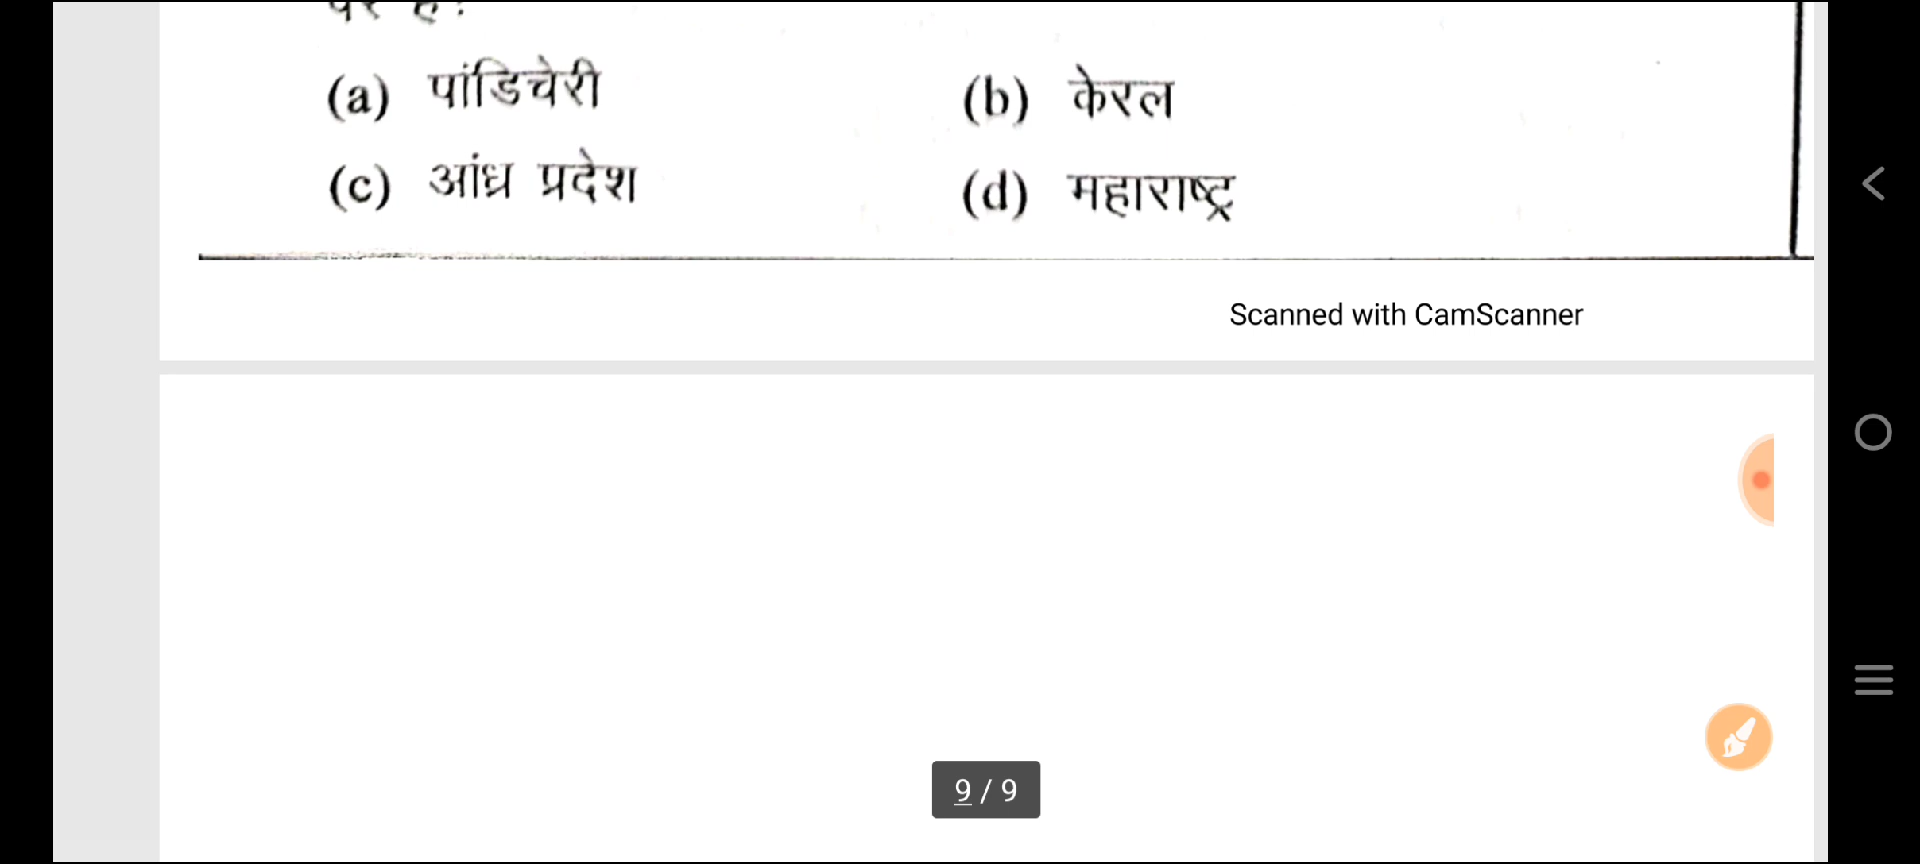 (a) पांडिचेरी (b) केरल
(c) आंध्र प्रदेश (d) महाराष्ट्र
Scanned with CamScanner
9 / 9